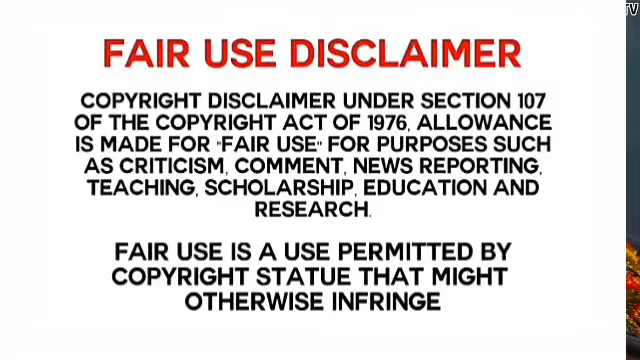 TV
FAIR USE DISCLAIMER
COPYRIGHT DISCLAIMER UNDER SECTION 107
OF THE COPYRIGHT ACT OF 1976, ALLOWANCE
IS MADE FOR "FAIR USE" FOR PURPOSES SUCH
AS CRITICISM, COMMENT, NEWS REPORTING,
TEACHING, SCHOLARSHIP, EDUCATION AND
RESEARCH.
FAIR USE IS A USE PERMITTED BY
COPYRIGHT STATUE THAT MIGHT
OTHERWISE INFRINGE